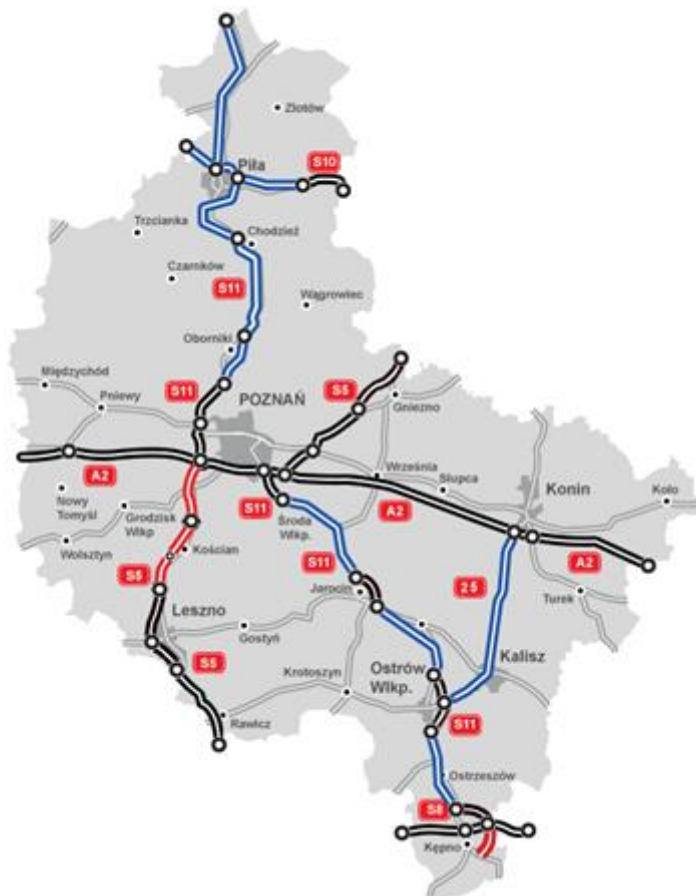 Złotów
S10
Piła
Trzcianka
Chodzież
Czarnków
S11
Wągrowiec
Oborniki
Międzychód
S11
S5
Pniewy
POZNAŃ
Gniezno
Września
Słupca
Konin
A2
Koło
Nowy
Tomyśl
Grodzisk
Wlkp
S11
Środa
Wlkp.
A2
Wolsztyn
Kościan
A2
S11
S5
Jarocin
25
Turek
Leszno
Gostyń
S5
Krotoszyn
Ostrów
Wlkp.
Kalisz
Rawicz
S11
Ostrzeszów
S8
Kępno